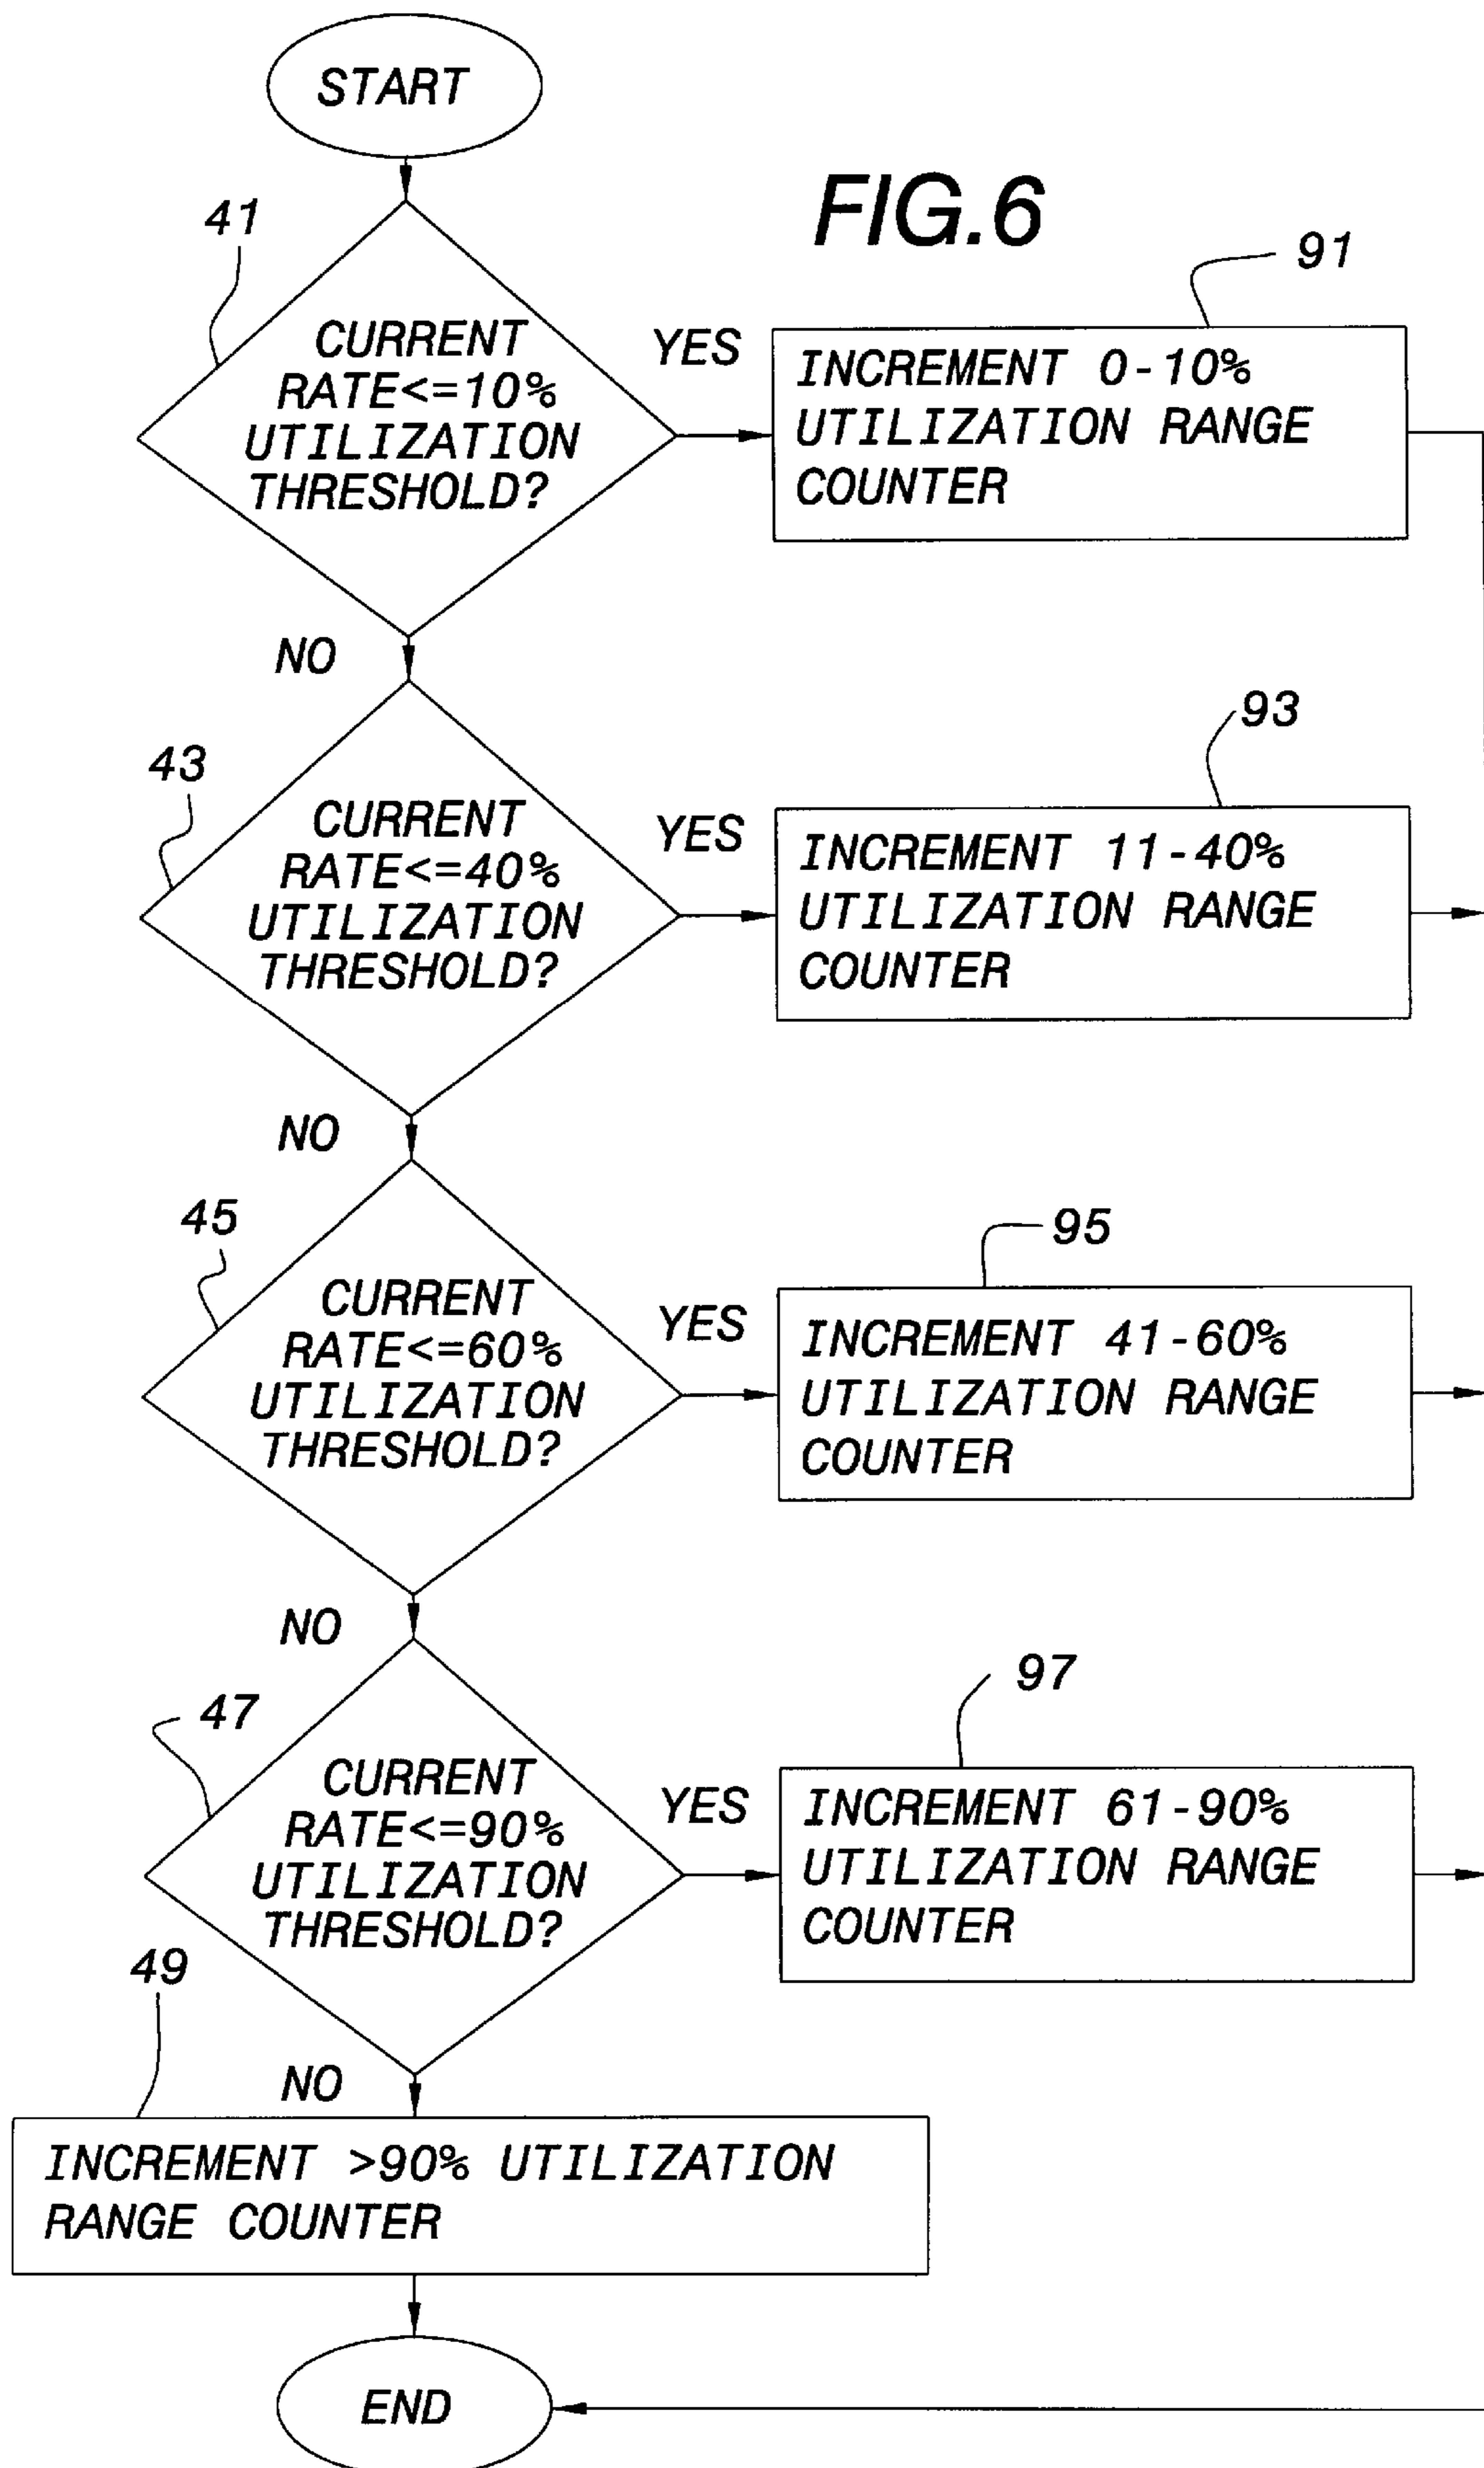 START
FIG.6
41
CURRENT
RATE<=10%
UTILIZATION
THRESHOLD?
YES
91
INCREMENT 0-10%
UTILIZATION RANGE
COUNTER
NO
43
CURRENT
RATE<=40%
UTILIZATION
THRESHOLD?
YES
93
INCREMENT 11-40%
UTILIZATION RANGE
COUNTER
NO
45
CURRENT
RATE<=60%
UTILIZATION
THRESHOLD?
YES
95
INCREMENT 41-60%
UTILIZATION RANGE
COUNTER
NO
47
CURRENT
RATE<=90%
UTILIZATION
THRESHOLD?
YES
97
INCREMENT 61-90%
UTILIZATION RANGE
COUNTER
NO
49
INCREMENT >90% UTILIZATION
RANGE COUNTER
END